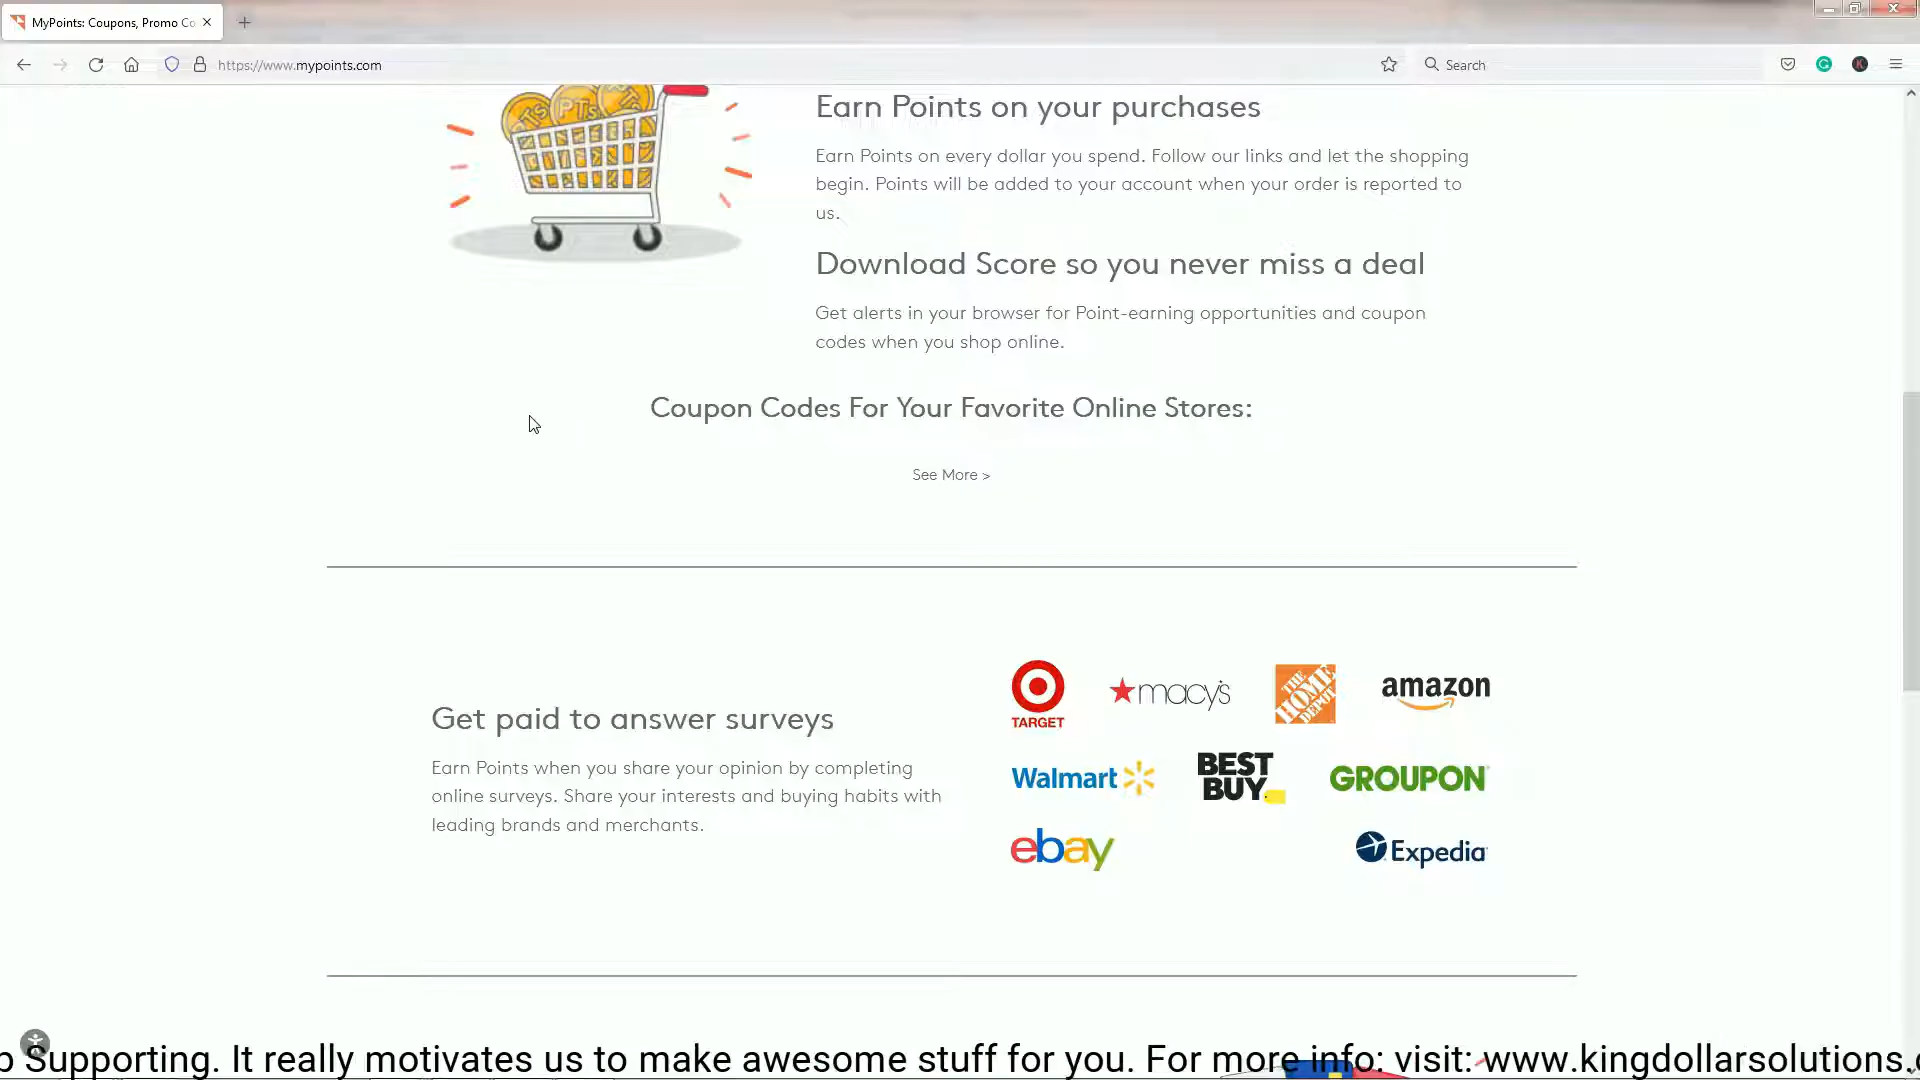 MyPoints: Coupons, Promo Co
https://www.mypoints.com
Search
PTs PTs PTs
Earn Points on your purchases
Earn Points on every dollar you spend. Follow our links and let the shopping
begin. Points will be added to your account when your order is reported to
us.
Download Score so you never miss a deal
Get alerts in your browser for Point-earning opportunities and coupon
codes when you shop online.
Coupon Codes For Your Favorite Online Stores:
See More >
Get paid to answer surveys
Earn Points when you share your opinion by completing
online surveys. Share your interests and buying habits with
leading brands and merchants.
TARGET
macy's
THE HOME DEPOT
amazon
Walmart
BEST BUY
GROUPON
ebay
Expedia
Supporting. It really motivates us to make awesome stuff for you. For more info: visit: www.kingdollarsolutions.